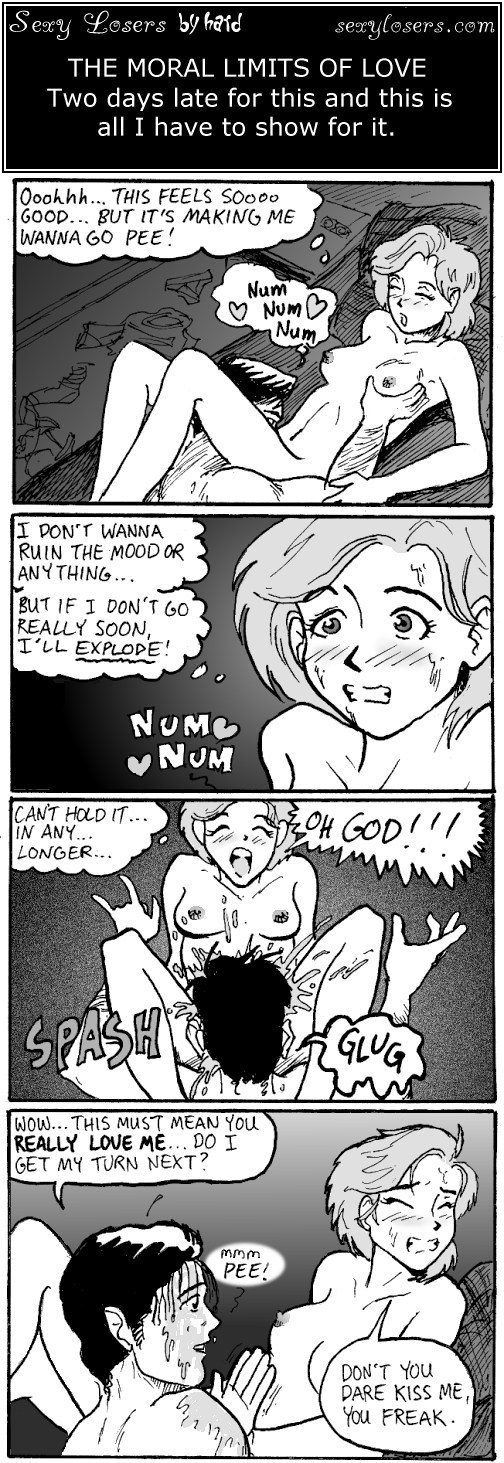 Sexy Losers by hard
sexylosers.com
THE MORAL LIMITS OF LOVE
Two days late for this and this is
all I have to show for it.
Ooohhh... THIS FEELS SOOOO
GOOD... BUT IT'S MAKING ME
WANNA GO PEE!
NUM
NUM
NUM
I DON'T WANNA
RUIN THE MOOD OR
ANYTHING...
BUT IF I DON'T GO
REALLY SOON,
I'LL EXPLODE!
NUM
NUM
CAN'T HOLD IT...
IN ANY...
LONGER...
OH GOD!!!
SPASH
GLUG
WOW... THIS MUST MEAN YOU
REALLY LOVE ME... DO I
GET MY TURN NEXT?
mmm
PEE!
DON'T YOU
DARE KISS ME,
YOU FREAK.